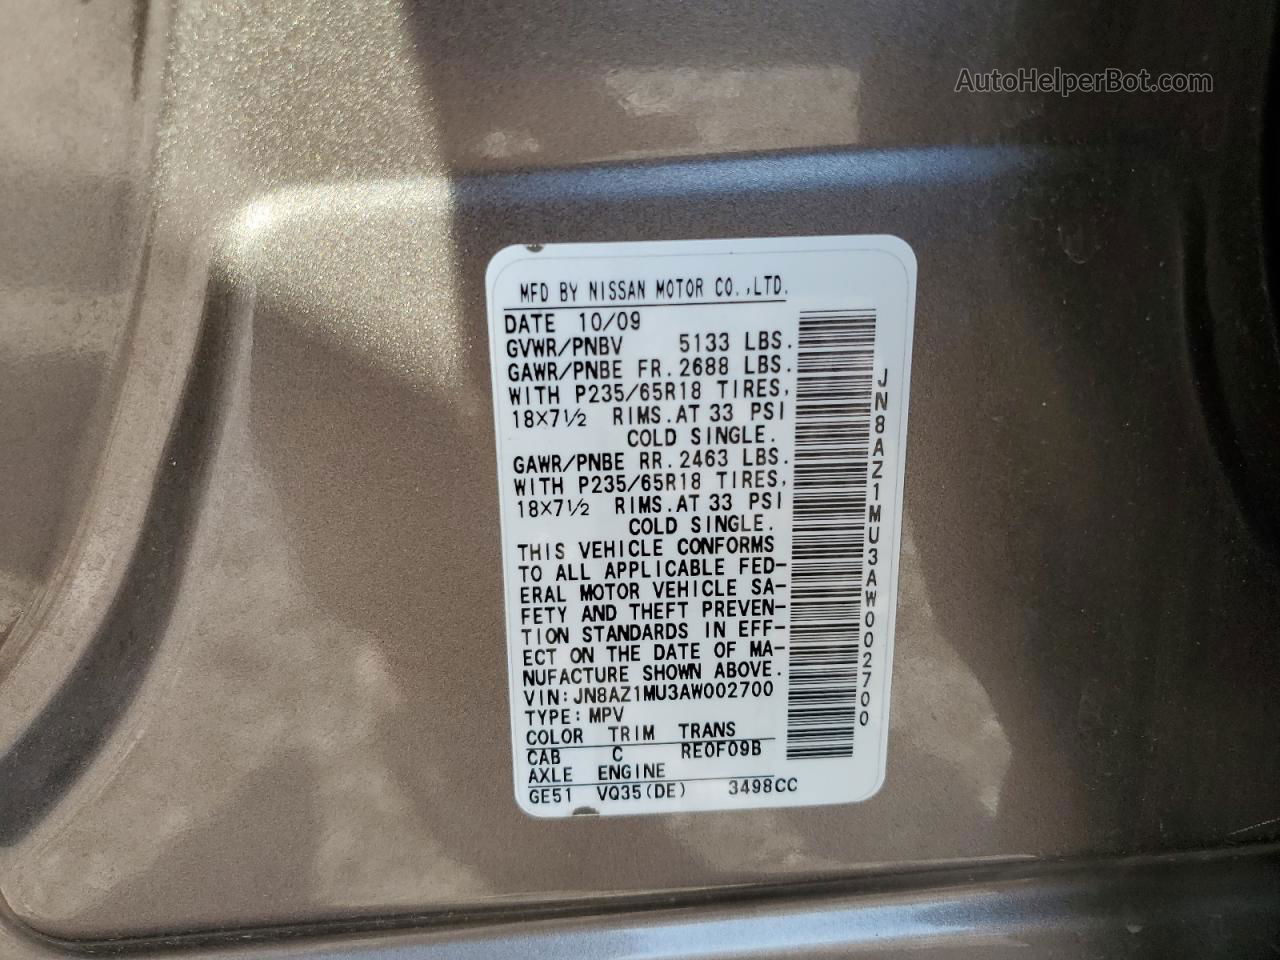 AutoHelperBot.com
MFD BY NISSAN MOTOR CO.,LTD.
DATE 10/09
GVWR/PNBV 5133 LBS.
GAWR/PNBE FR. 2688 LBS.
WITH P235/65R18 TIRES,
18X7½ RIMS. AT 33 PSI
COLD SINGLE.
GAWR/PNBE RR. 2463 LBS.
WITH P235/65R18 TIRES,
18X7½ RIMS. AT 33 PSI
COLD SINGLE.
THIS VEHICLE CONFORMS
TO ALL APPLICABLE FED-
ERAL MOTOR VEHICLE SA-
FETY AND THEFT PREVEN-
TION STANDARDS IN EFF-
ECT ON THE DATE OF MA-
NUFACTURE SHOWN ABOVE.
VIN: JN8AZ1MU3AW002700
TYPE: MPV
COLOR TRIM TRANS
CAB C RE0F09B
AXLE ENGINE
GE51 VQ35(DE) 3498CC
JN8AZ1MU3AW002700